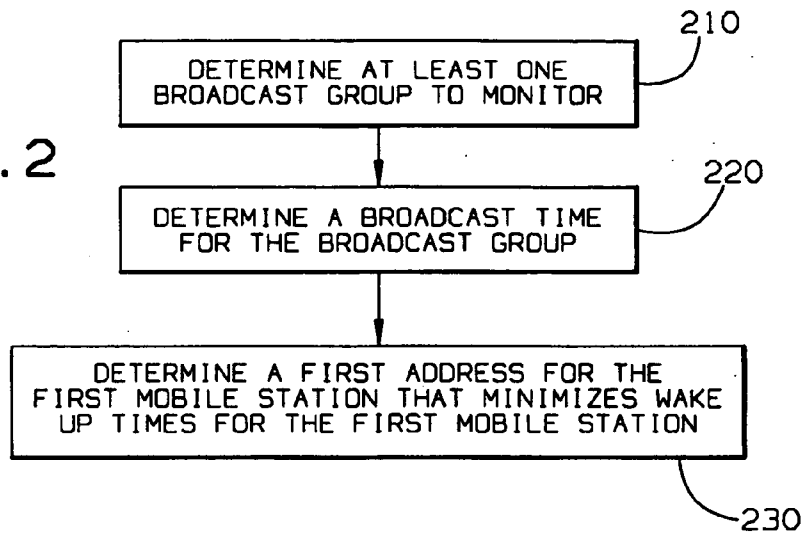 210
DETERMINE AT LEAST ONE
BROADCAST GROUP TO MONITOR
. 2
220
DETERMINE A BROADCAST TIME
FOR THE BROADCAST GROUP
DETERMINE A FIRST ADDRESS FOR THE
FIRST MOBILE STATION THAT MINIMIZES WAKE
UP TIMES FOR THE FIRST MOBILE STATION
230